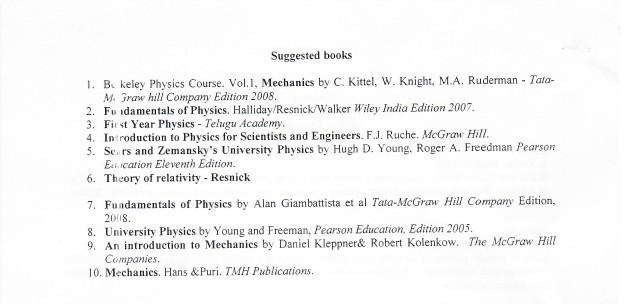 Suggested books
1. Be keley Physics Course. Vol.1, Mechanics by C. Kittel, W. Knight, M.A. Ruderman - Tata-
Mc Graw hill Company Edition 2008.
2. Fundamentals of Physics. Halliday/Resnick/Walker Wiley India Edition 2007.
3. First Year Physics - Telugu Academy.
4. Introduction to Physics for Scientists and Engineers. F.J. Ruche. McGraw Hill.
5. Sears and Zemansky's University Physics by Hugh D. Young, Roger A. Freedman Pearson
Education Eleventh Edition.
6. Theory of relativity - Resnick
7. Fundamentals of Physics by Alan Giambattista et al Tata-McGraw Hill Company Edition,
2008.
8. University Physics by Young and Freeman, Pearson Education, Edition 2005.
9. An introduction to Mechanics by Daniel Kleppner& Robert Kolenkow. The McGraw Hill
Companies.
10. Mechanics. Hans &Puri. TMH Publications.